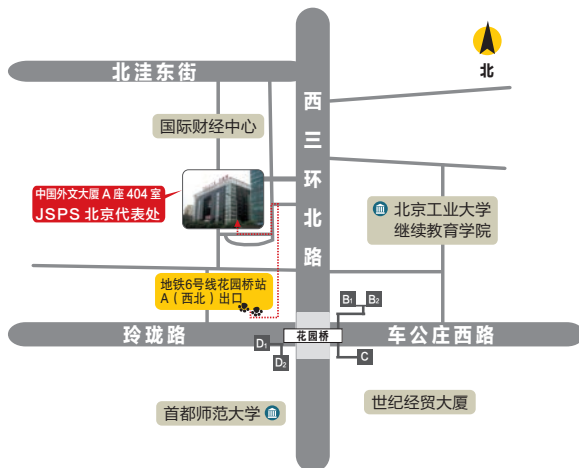 北洼东街
北
西三环北路
国际财经中心
中国外文大厦 A 座 404 室
JSPS 北京代表处
北京工业大学
继续教育学院
地铁6号线花园桥站
A（西北）出口
B1
B2
玲珑路
花园桥
车公庄西路
D1
D2
C
世纪经贸大厦
首都师范大学